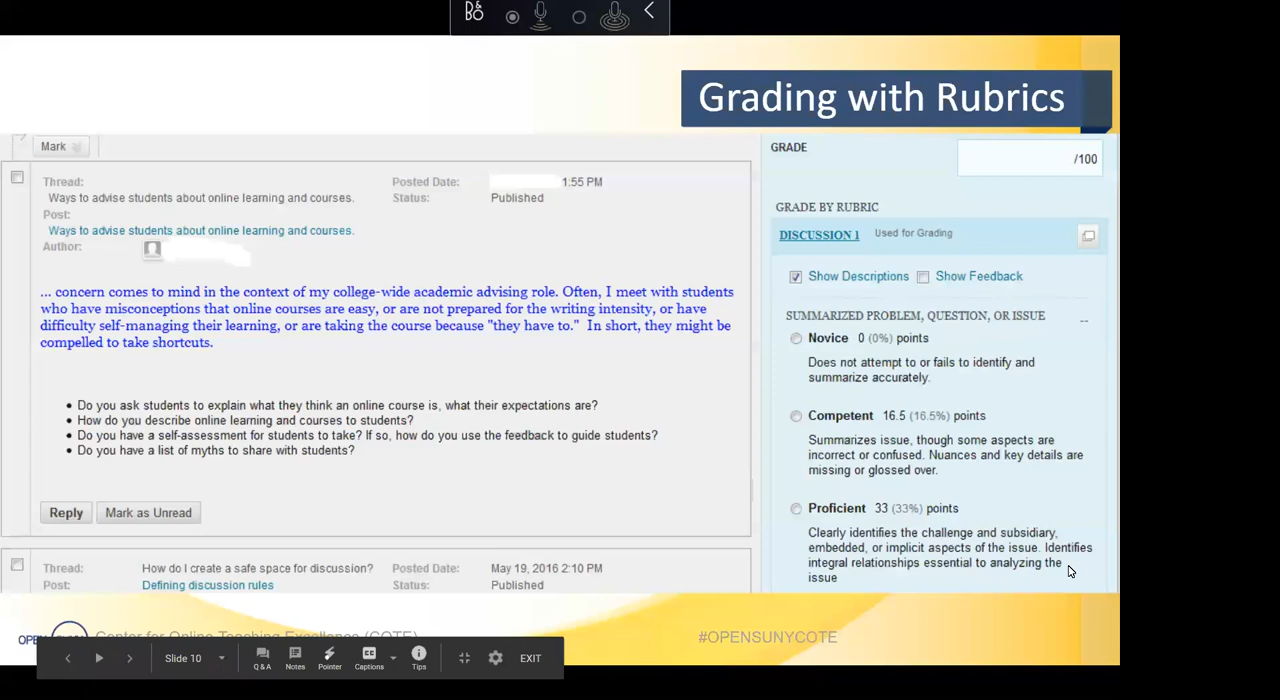 D&BO
Grading with Rubrics
Mark
Thread:
Ways to advise students about online learning and courses.
Posted Date: 1:55 PM
Status: Published
Post:
Ways to advise students about online learning and courses.
Author:
... concern comes to mind in the context of my college-wide academic advising role. Often, I meet with students
who have misconceptions that online courses are easy, or are not prepared for the writing intensity, or have
difficulty self-managing their learning, or are taking the course because "they have to." In short, they might be
compelled to take shortcuts.
• Do you ask students to explain what they think an online course is, what their expectations are?
• How do you describe online learning and courses to students?
• Do you have a self-assessment for students to take? If so, how do you use the feedback to guide students?
• Do you have a list of myths to share with students?
Reply Mark as Unread
Thread: How do I create a safe space for discussion? Posted Date: May 19, 2016 2:10 PM
Post: Defining discussion rules Status: Published
GRADE /100
GRADE BY RUBRIC
DISCUSSION 1 Used for Grading
Show Descriptions Show Feedback
SUMMARIZED PROBLEM, QUESTION, OR ISSUE --
Novice 0 (0%) points
Does not attempt to or fails to identify and
summarize accurately.
Competent 16.5 (16.5%) points
Summarizes issue, though some aspects are
incorrect or confused. Nuances and key details are
missing or glossed over.
Proficient 33 (33%) points
Clearly identifies the challenge and subsidiary,
embedded, or implicit aspects of the issue. Identifies
integral relationships essential to analyzing the
issue
OPEN Center for Online Teaching Excellence (COTE) #OPENSUNYCOTE
Slide 10 Q & A Notes Pointer CC Captions Tips EXIT